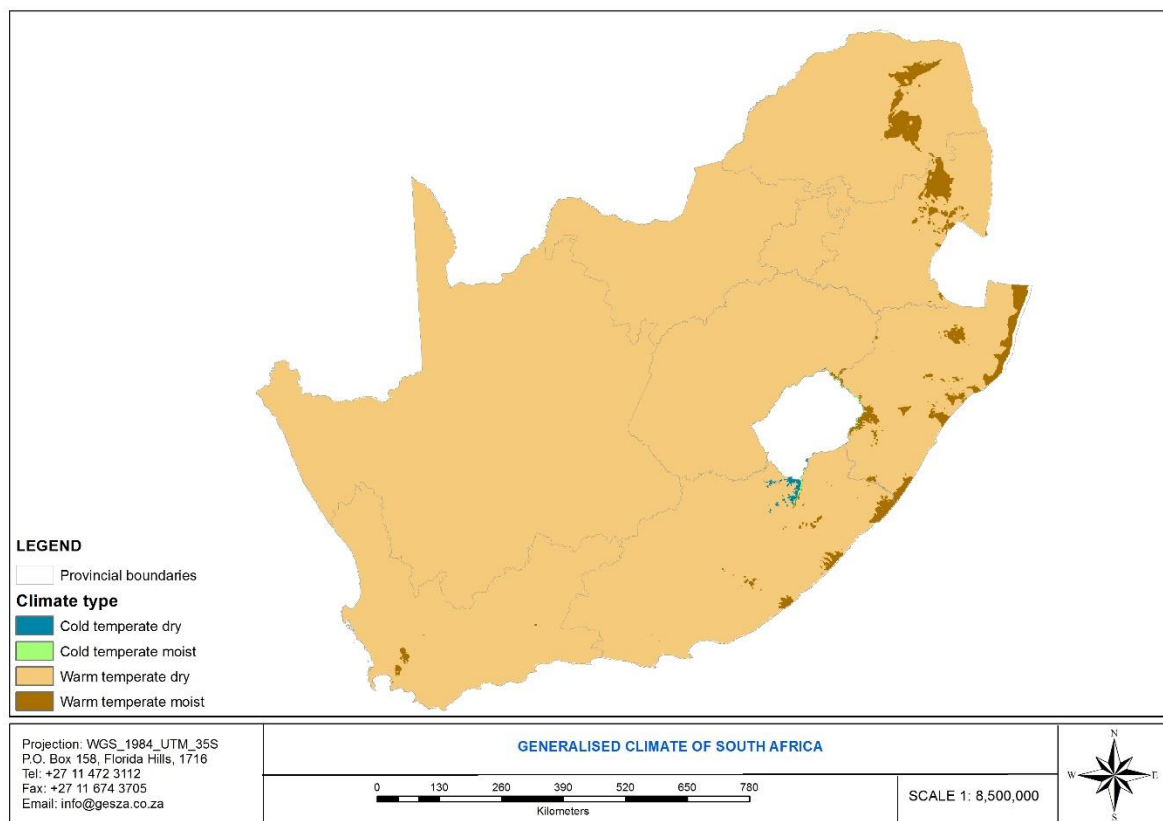 LEGEND
Provincial boundaries
Climate type
Cold temperate dry
Cold temperate moist
Warm temperate dry
Warm temperate moist
Projection: WGS_1984_UTM_35S
P.O. Box 158, Florida Hills, 1716
Tel: +27 11 472 3112
Fax: +27 11 674 3705
Email: info@gesza.co.za
GENERALISED CLIMATE OF SOUTH AFRICA
0 130 260 390 520 650 780
Kilometers
SCALE 1: 8,500,000
N
W E
S